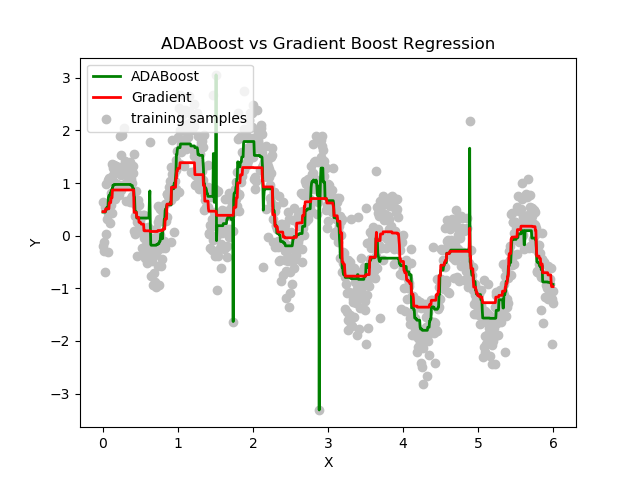 ADABoost vs Gradient Boost Regression
ADABoost
Gradient
training samples
3
2
1
0
−1
−2
−3
Y
0 1 2 3 4 5 6
X